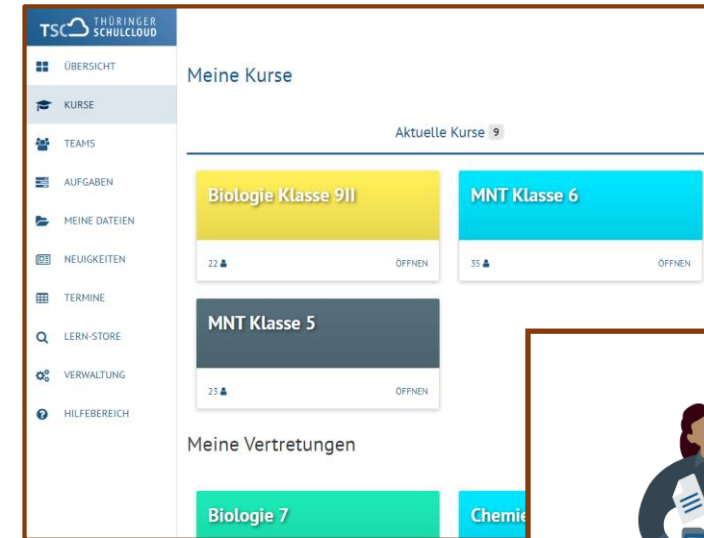 TSC THÜRINGER
SCHULCLOUD
ÜBERSICHT
KURSE
TEAMS
AUFGABEN
MEINE DATEIEN
NEUIGKEITEN
TERMINE
LERN-STORE
VERWALTUNG
HILFEBEREICH
Meine Kurse
Aktuelle Kurse 9
Biologie Klasse 9II
22 ÖFFNEN
MNT Klasse 6
35 ÖFFNEN
MNT Klasse 5
23 ÖFFNEN
Meine Vertretungen
Biologie 7
Chemie